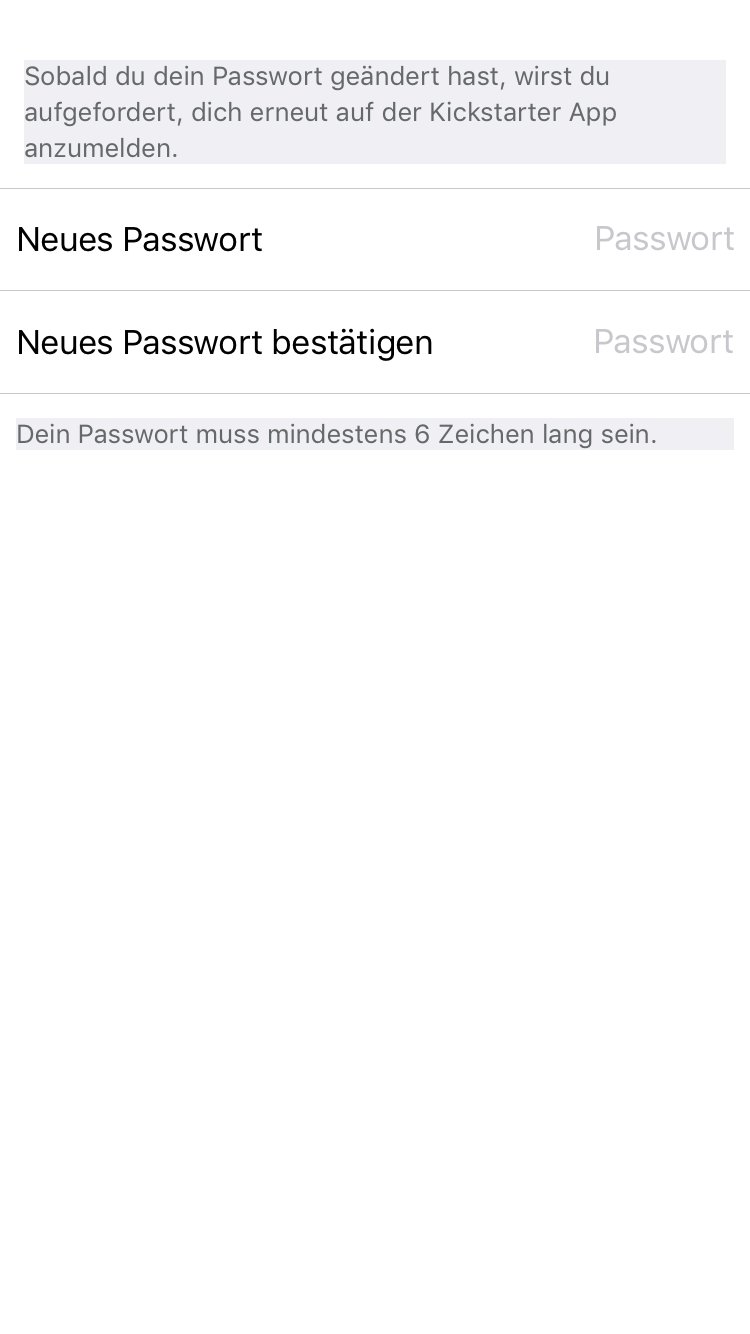 Sobald du dein Passwort geändert hast, wirst du
aufgefordert, dich erneut auf der Kickstarter App
anzumelden.
Neues Passwort Passwort
Neues Passwort bestätigen Passwort
Dein Passwort muss mindestens 6 Zeichen lang sein.